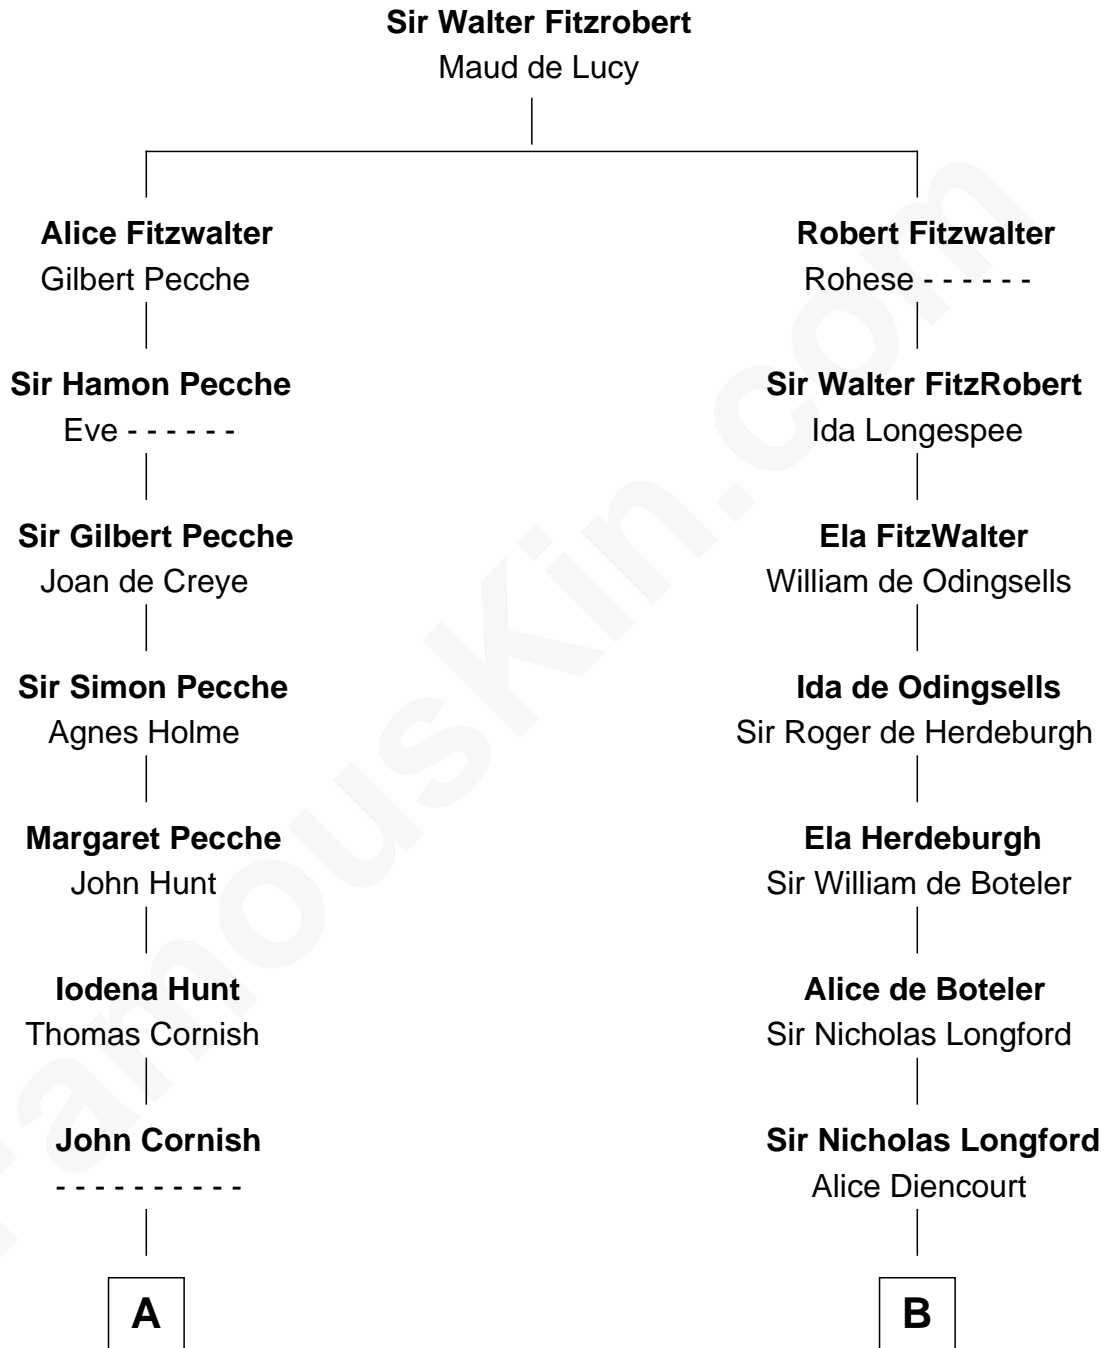 Sir Walter Fitzrobert
Maud de Lucy
Alice Fitzwalter
Gilbert Pecche
Robert Fitzwalter
Rohese - - - - - -
Sir Hamon Pecche
Eve - - - - - -
Sir Walter FitzRobert
Ida Longespee
Sir Gilbert Pecche
Joan de Creye
Ela FitzWalter
William de Odingsells
Sir Simon Pecche
Agnes Holme
Ida de Odingsells
Sir Roger de Herdeburgh
Margaret Pecche
John Hunt
Ela Herdeburgh
Sir William de Boteler
Iodena Hunt
Thomas Cornish
Alice de Boteler
Sir Nicholas Longford
John Cornish
- - - - - - - - - -
Sir Nicholas Longford
Alice Diencourt
A
B
FamousKin.com